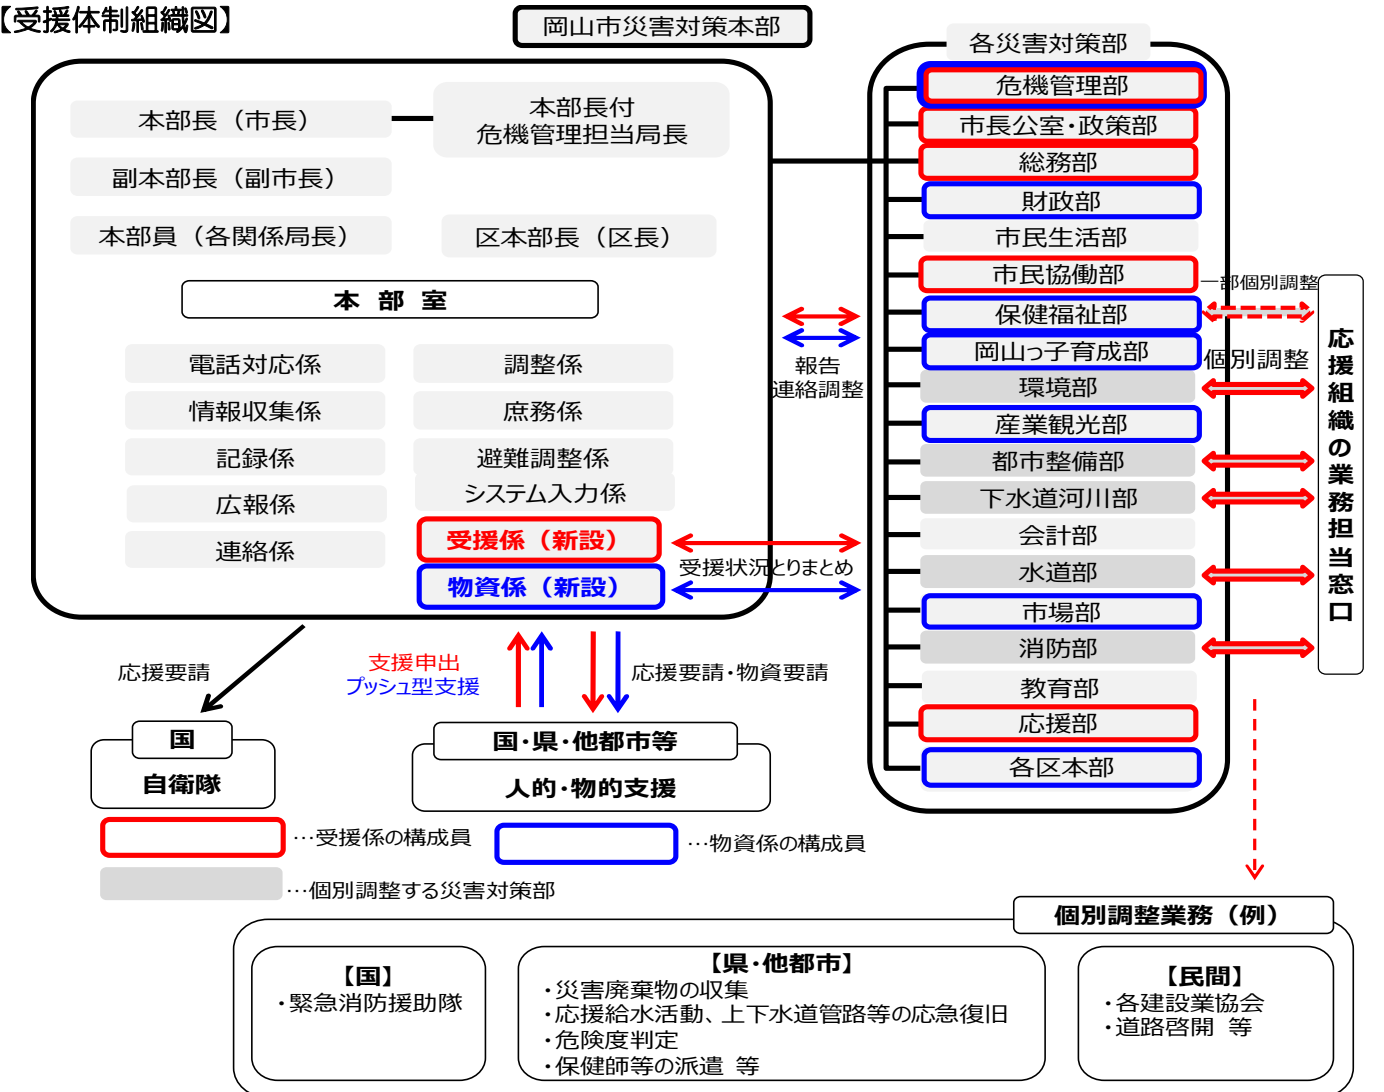 【受援体制組織図】
岡山市災害対策本部
本部長（市長）
本部長付
危機管理担当局長
副本部長（副市長）
本部員（各関係局長）
区本部長（区長）
本 部 室
電話対応係
調整係
情報収集係
庶務係
記録係
避難調整係
広報係
システム入力係
連絡係
受援係（新設）
物資係（新設）
報告
連絡調整
受援状況とりまとめ
各災害対策部
危機管理部
市長公室・政策部
総務部
財政部
市民生活部
市民協働部
保健福祉部
岡山っ子育成部
環境部
産業観光部
都市整備部
下水道河川部
会計部
水道部
市場部
消防部
教育部
応援部
各区本部
一部個別調整
個別調整
応援組織の業務担当窓口
応援要請
支援申出
プッシュ型支援
応援要請・物資要請
国
自衛隊
国・県・他都市等
人的・物的支援
…受援係の構成員
…物資係の構成員
…個別調整する災害対策部
個別調整業務（例）
【国】
・緊急消防援助隊
【県・他都市】
・災害廃棄物の収集
・応援給水活動、上下水道管路等の応急復旧
・危険度判定
・保健師等の派遣 等
【民間】
・各建設業協会
・道路啓開 等